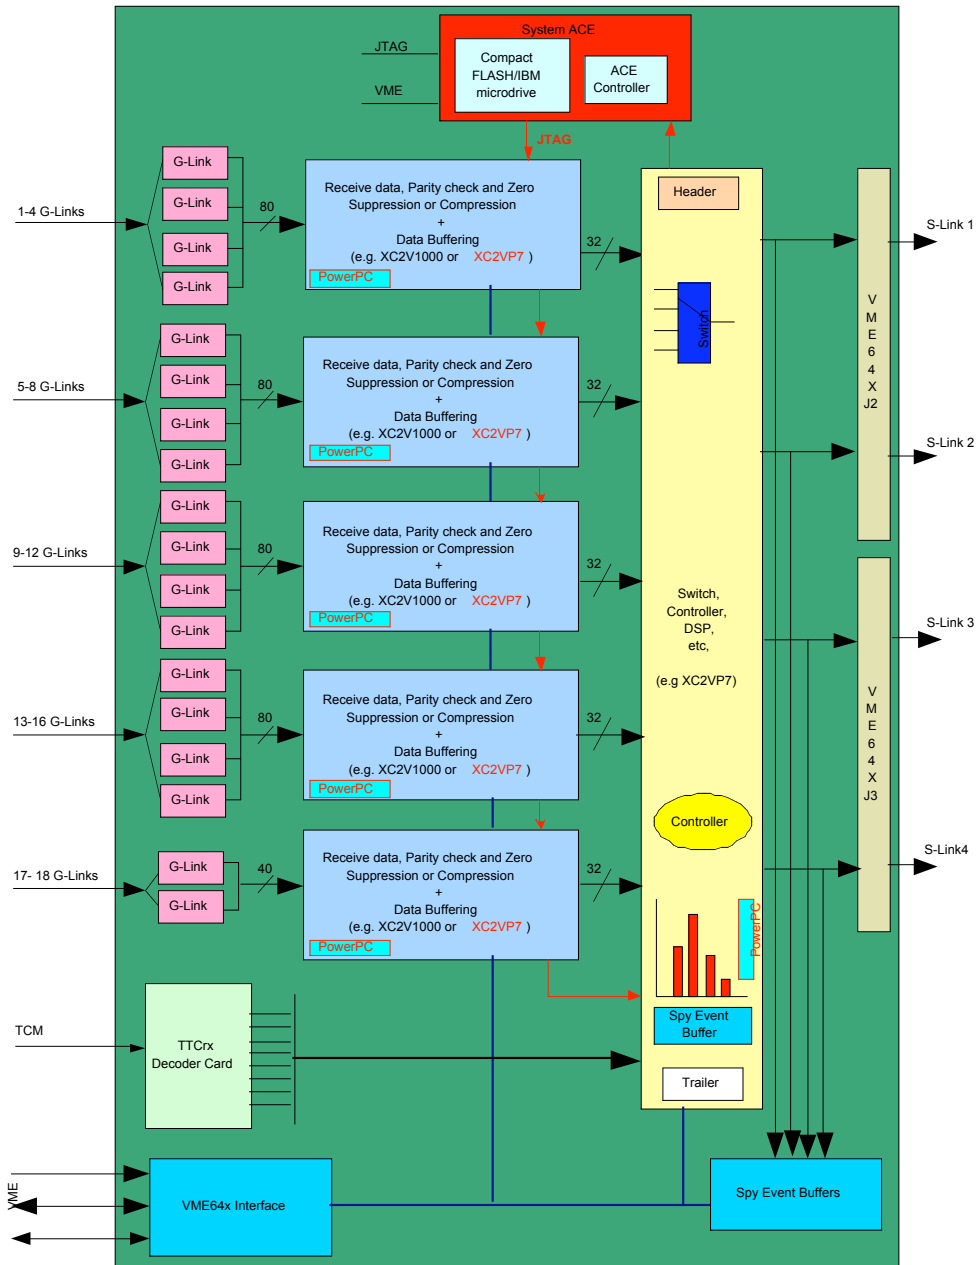 System ACE
JTAG
VME
Compact
FLASH/IBM
microdrive
ACE
Controller
JTAG
1-4 G-Links
G-Link
G-Link
G-Link
G-Link
80
Receive data, Parity check and Zero
Suppression or Compression
+
Data Buffering
(e.g. XC2V1000 or XC2VP7 )
PowerPC
32
5-8 G-Links
G-Link
G-Link
G-Link
G-Link
80
Receive data, Parity check and Zero
Suppression or Compression
+
Data Buffering
(e.g. XC2V1000 or XC2VP7 )
PowerPC
32
9-12 G-Links
G-Link
G-Link
G-Link
G-Link
80
Receive data, Parity check and Zero
Suppression or Compression
+
Data Buffering
(e.g. XC2V1000 or XC2VP7 )
PowerPC
32
13-16 G-Links
G-Link
G-Link
G-Link
G-Link
80
Receive data, Parity check and Zero
Suppression or Compression
+
Data Buffering
(e.g. XC2V1000 or XC2VP7 )
PowerPC
32
17- 18 G-Links
G-Link
G-Link
40
Receive data, Parity check and Zero
Suppression or Compression
+
Data Buffering
(e.g. XC2V1000 or XC2VP7 )
PowerPC
32
Header
Switch
Switch,
Controller,
DSP,
etc,
(e.g XC2VP7)
Controller
PowerPC
Spy Event
Buffer
Trailer
V
M
E
6
4
X
J2
V
M
E
6
4
X
J3
S-Link 1
S-Link 2
S-Link 3
S-Link4
TCM
TTCrx
Decoder Card
VME
VME64x Interface
Spy Event Buffers